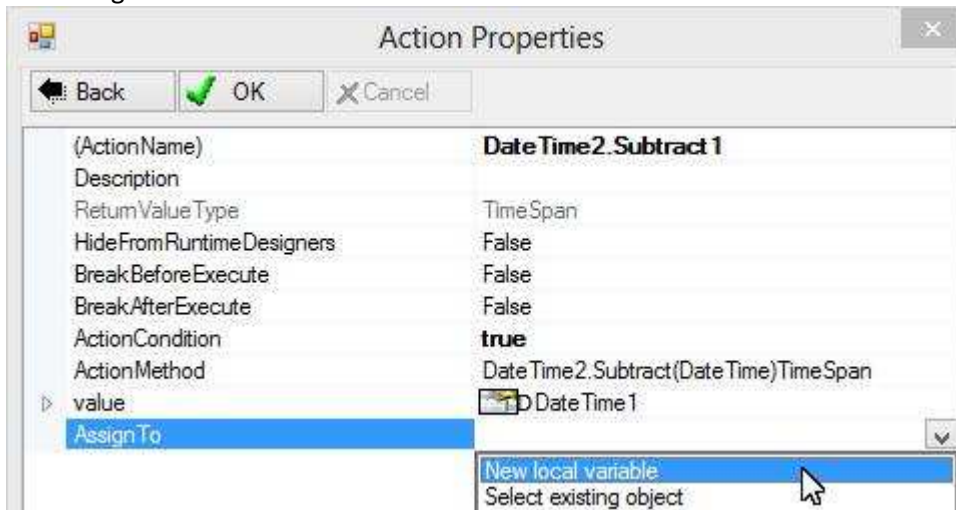 Action Properties
Back OK Cancel
(ActionName) DateTime2.Subtract1
Description
ReturnValueType TimeSpan
HideFromRuntimeDesigners False
BreakBeforeExecute False
BreakAfterExecute False
ActionCondition true
ActionMethod DateTime2.Subtract(DateTime)TimeSpan
value DDateTime1
AssignTo
New local variable
Select existing object